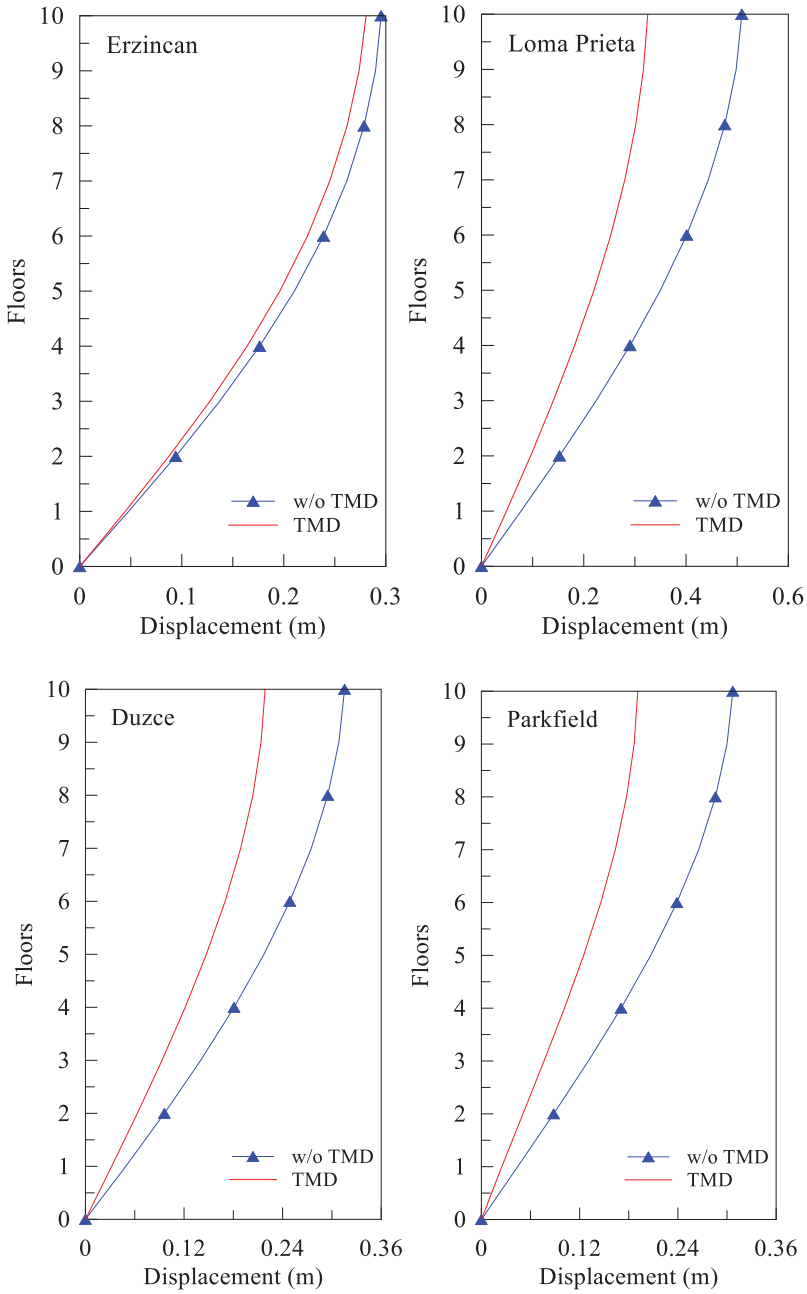 10
Erzincan
9
8
7
6
5
4
3
2
1
0
Floors
w/o TMD
TMD
0 0.1 0.2 0.3
Displacement (m)
10
Loma Prieta
9
8
7
6
5
4
3
2
1
0
Floors
w/o TMD
TMD
0 0.2 0.4 0.6
Displacement (m)
10
Duzce
9
8
7
6
5
4
3
2
1
0
Floors
w/o TMD
TMD
0 0.12 0.24 0.36
Displacement (m)
10
Parkfield
9
8
7
6
5
4
3
2
1
0
Floors
w/o TMD
TMD
0 0.12 0.24 0.36
Displacement (m)